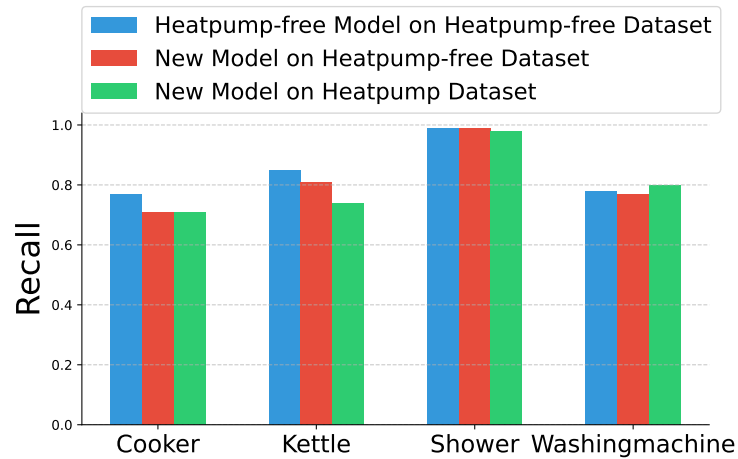 Heatpump-free Model on Heatpump-free Dataset
New Model on Heatpump-free Dataset
New Model on Heatpump Dataset
1.0
0.8
0.6
0.4
0.2
0.0
Recall
Cooker Kettle Shower Washingmachine